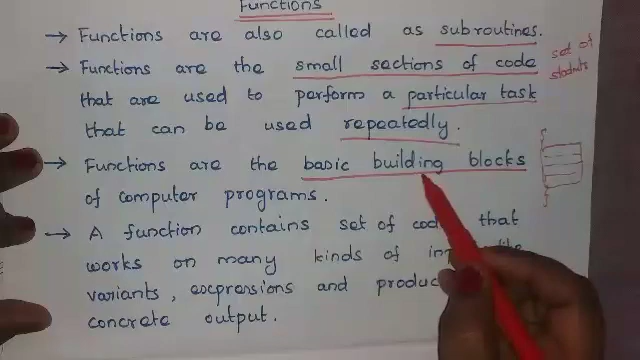 Functions
→ Functions are also called as subroutines.
→ Functions are the small sections of code
that are used to perform a particular task
that can be used repeatedly.
set of
→ Functions are the basic building blocks
of computer programs.
→ A function contains set of that
works on many kinds of
variants, expressions and
concrete output.